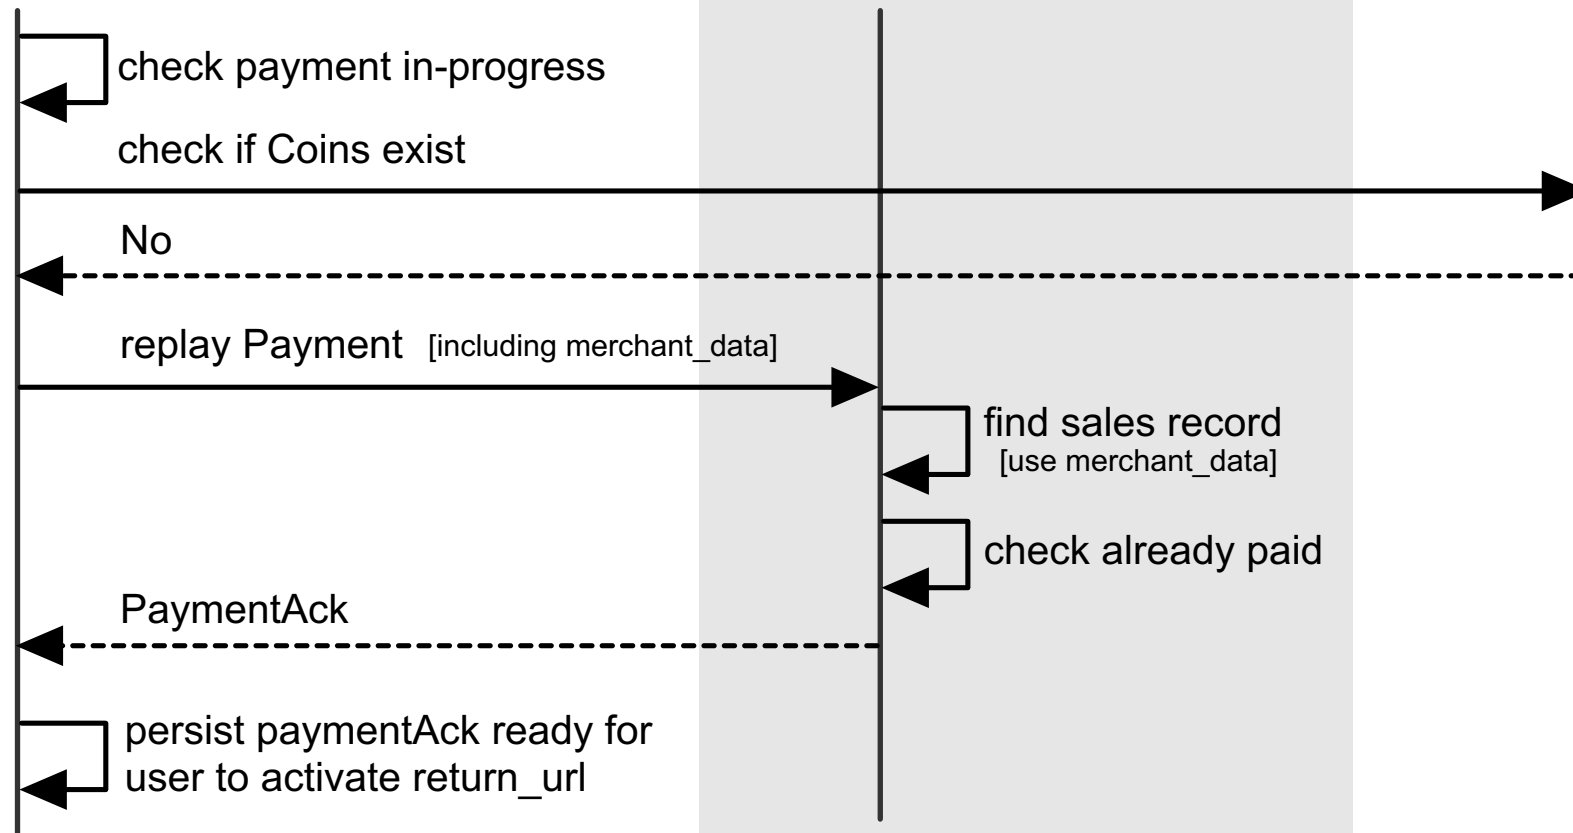 check payment in-progress
check if Coins exist
No
replay Payment [including merchant_data]
find sales record
[use merchant_data]
check already paid
PaymentAck
persist paymentAck ready for
user to activate return_url